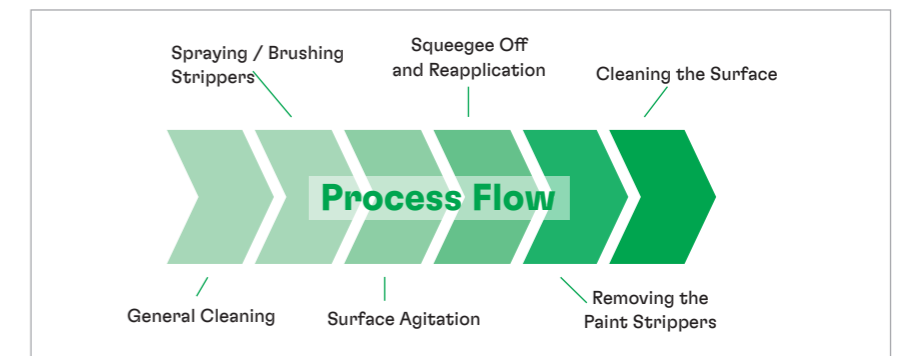 Spraying / Brushing
Strippers
Squeegee Off
and Reapplication
Cleaning the Surface
Process Flow
General Cleaning
Surface Agitation
Removing the
Paint Strippers